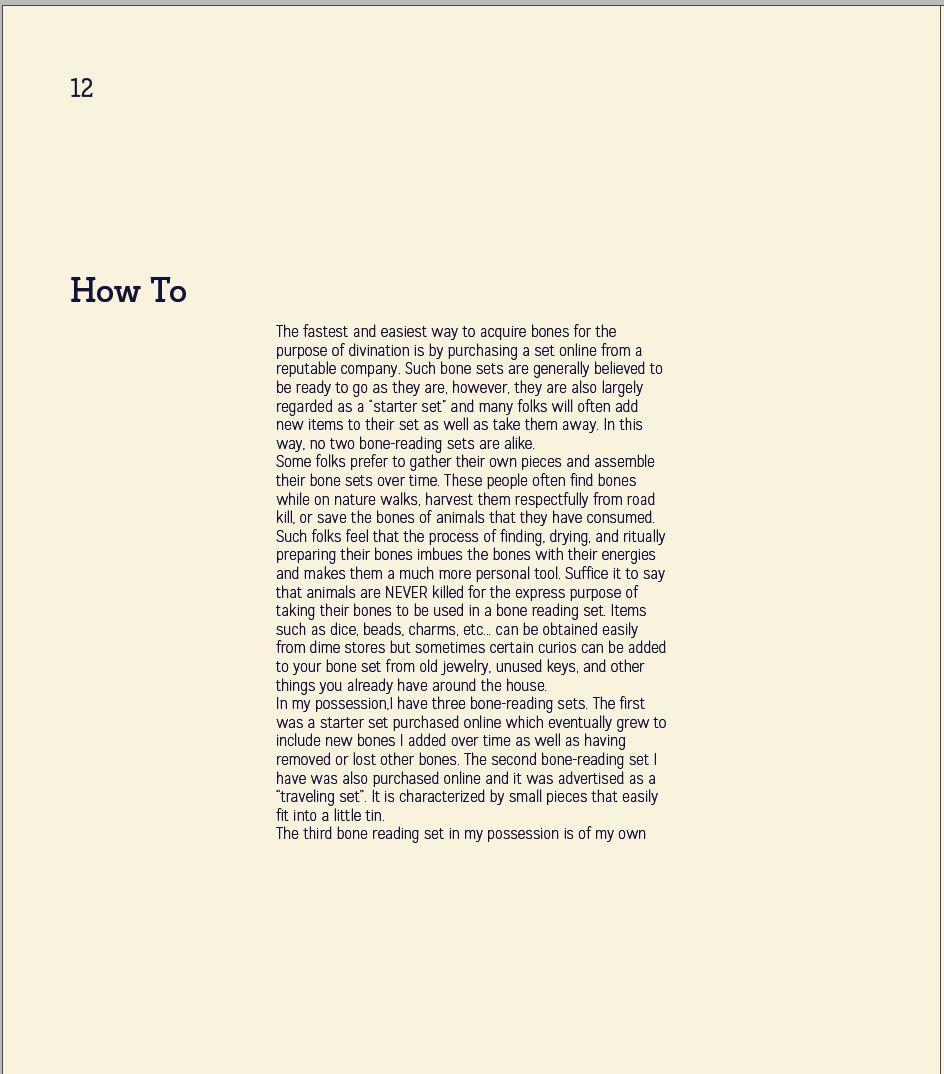 12
How To
The fastest and easiest way to acquire bones for the
purpose of divination is by purchasing a set online from a
reputable company. Such bone sets are generally believed to
be ready to go as they are, however, they are also largely
regarded as a “starter set” and many folks will often add
new items to their set as well as take them away. In this
way, no two bone-reading sets are alike.
Some folks prefer to gather their own pieces and assemble
their bone sets over time. These people often find bones
while on nature walks, harvest them respectfully from road
kill, or save the bones of animals that they have consumed.
Such folks feel that the process of finding, drying, and ritually
preparing their bones imbues the bones with their energies
and makes them a much more personal tool. Suffice it to say
that animals are NEVER killed for the express purpose of
taking their bones to be used in a bone reading set. Items
such as dice, beads, charms, etc... can be obtained easily
from dime stores but sometimes certain curios can be added
to your bone set from old jewelry, unused keys, and other
things you already have around the house.
In my possession,I have three bone-reading sets. The first
was a starter set purchased online which eventually grew to
include new bones I added over time as well as having
removed or lost other bones. The second bone-reading set I
have was also purchased online and it was advertised as a
“traveling set”. It is characterized by small pieces that easily
fit into a little tin.
The third bone reading set in my possession is of my own